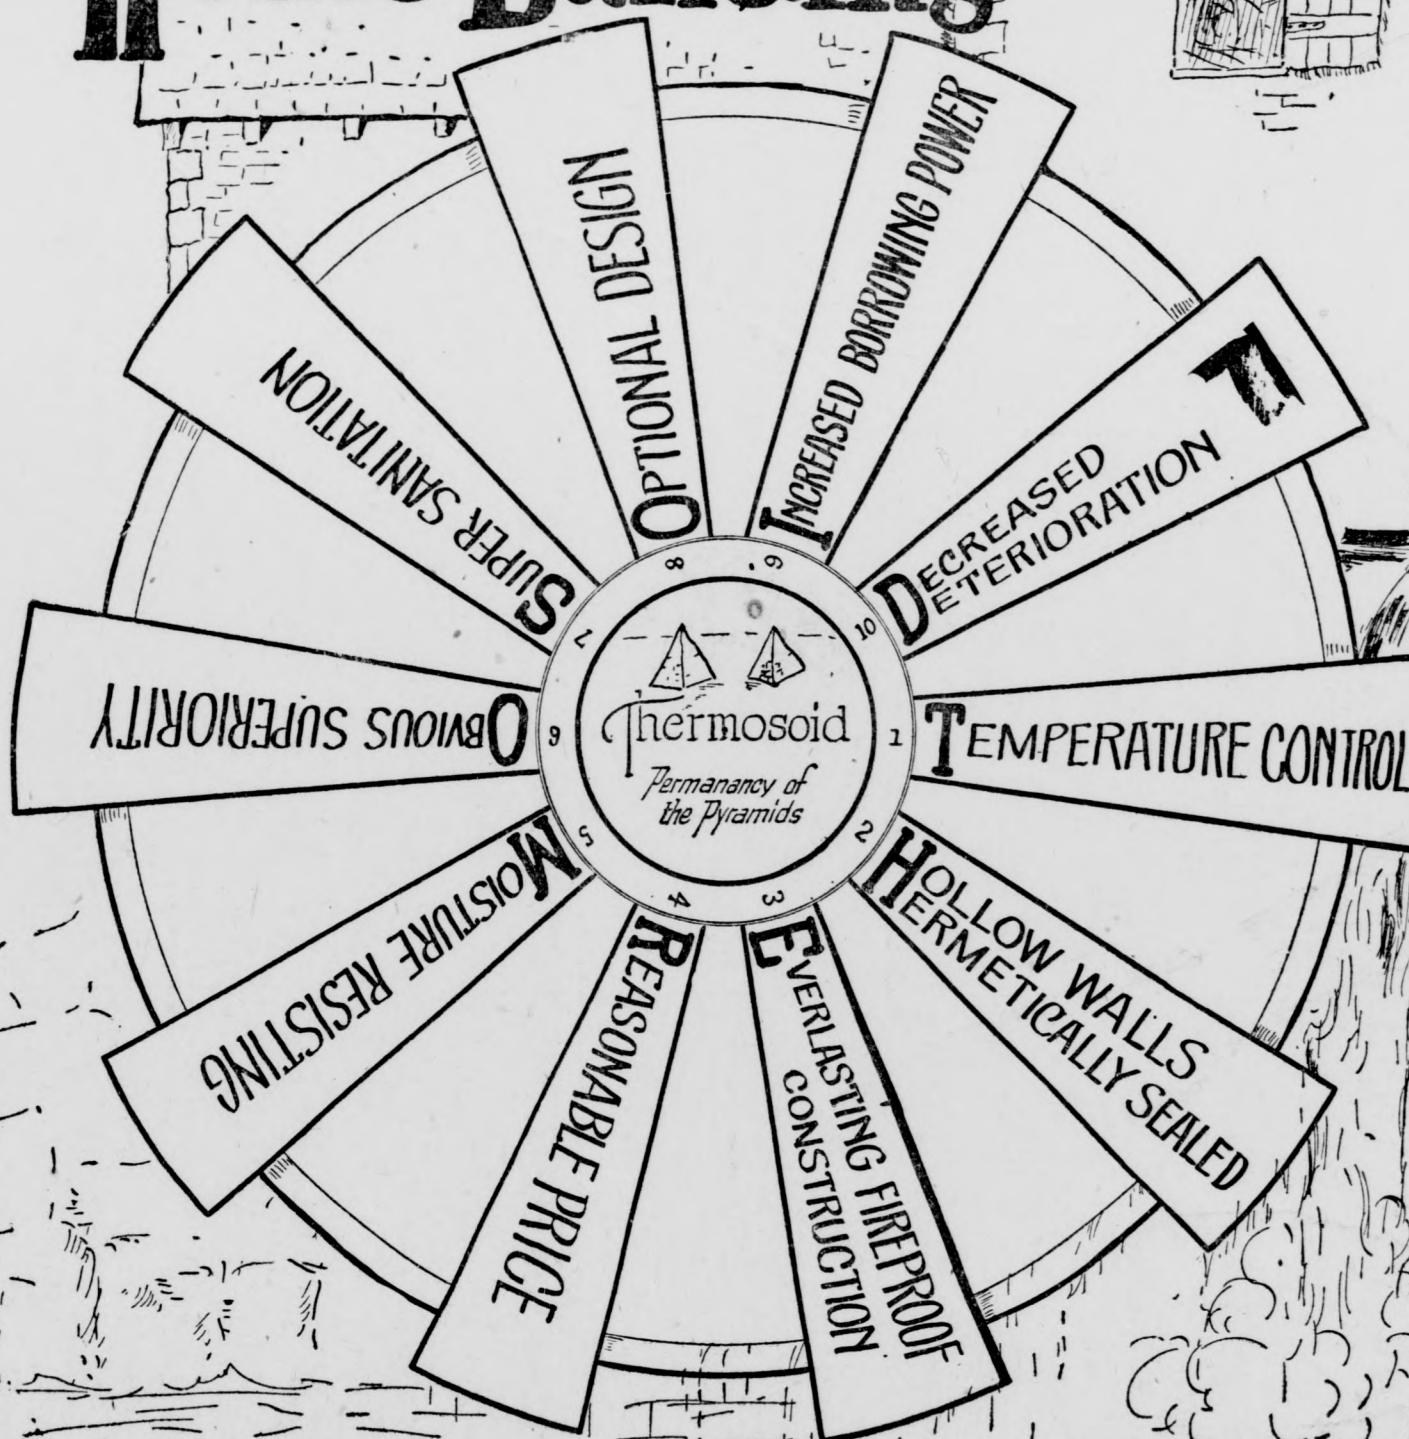 Building
Thermosoid
Permanancy of
the Pyramids
1
TEMPERATURE CONTROL
2
HOLLOW WALLS
HERMETICALLY SEALED
3
EVERLASTING FIREPROOF
CONSTRUCTION
4
REASONABLE PRICE
5
MOISTURE RESISTING
6
OBVIOUS SUPERIORITY
7
SUPER SANITATION
8
OPTIONAL DESIGN
9
INCREASED BORROWING POWER
10
DECREASED
DETERIORATION